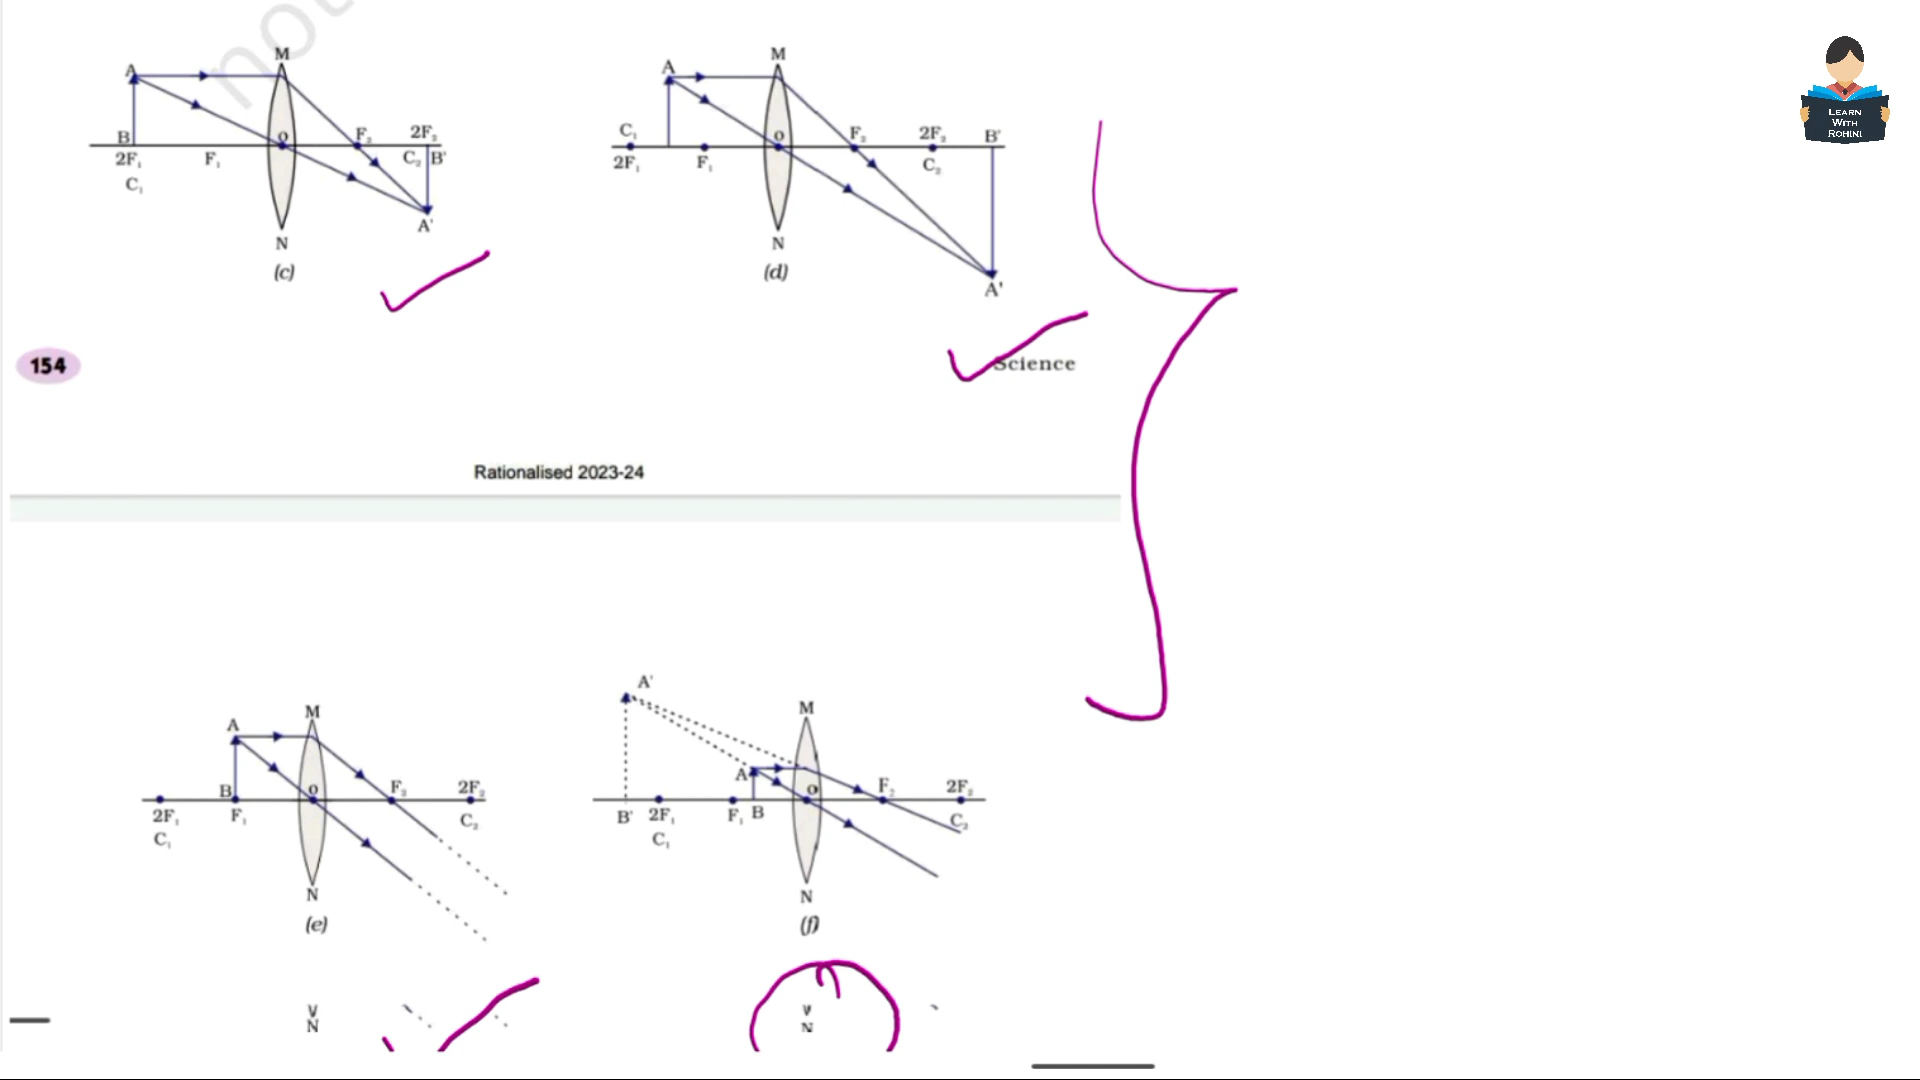 not
M
A
B
O
F₂
2F₂
2F₁
F₁
C₂
B'
C₁
A'
N
(c)
M
A
C₁
O
F₂
2F₂
B'
2F₁
F₁
C₂
N
(d)
A'
LEARN
WITH
ROHINI
154
Science
Rationalised 2023-24
M
A
B
O
F₂
2F₂
2F₁
F₁
C₂
C₁
N
(e)
A'
M
A
O
F₂
2F₂
B'
2F₁
F₁
B
C₂
C₁
N
(f)
N
N